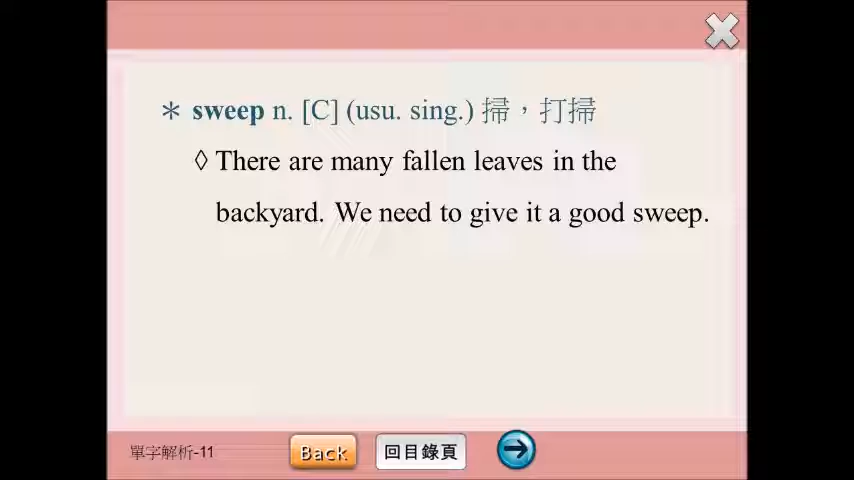 ＊ sweep n. [C] (usu. sing.) 掃，打掃
◊ There are many fallen leaves in the
backyard. We need to give it a good sweep.
單字解析-11
Back
回目錄頁